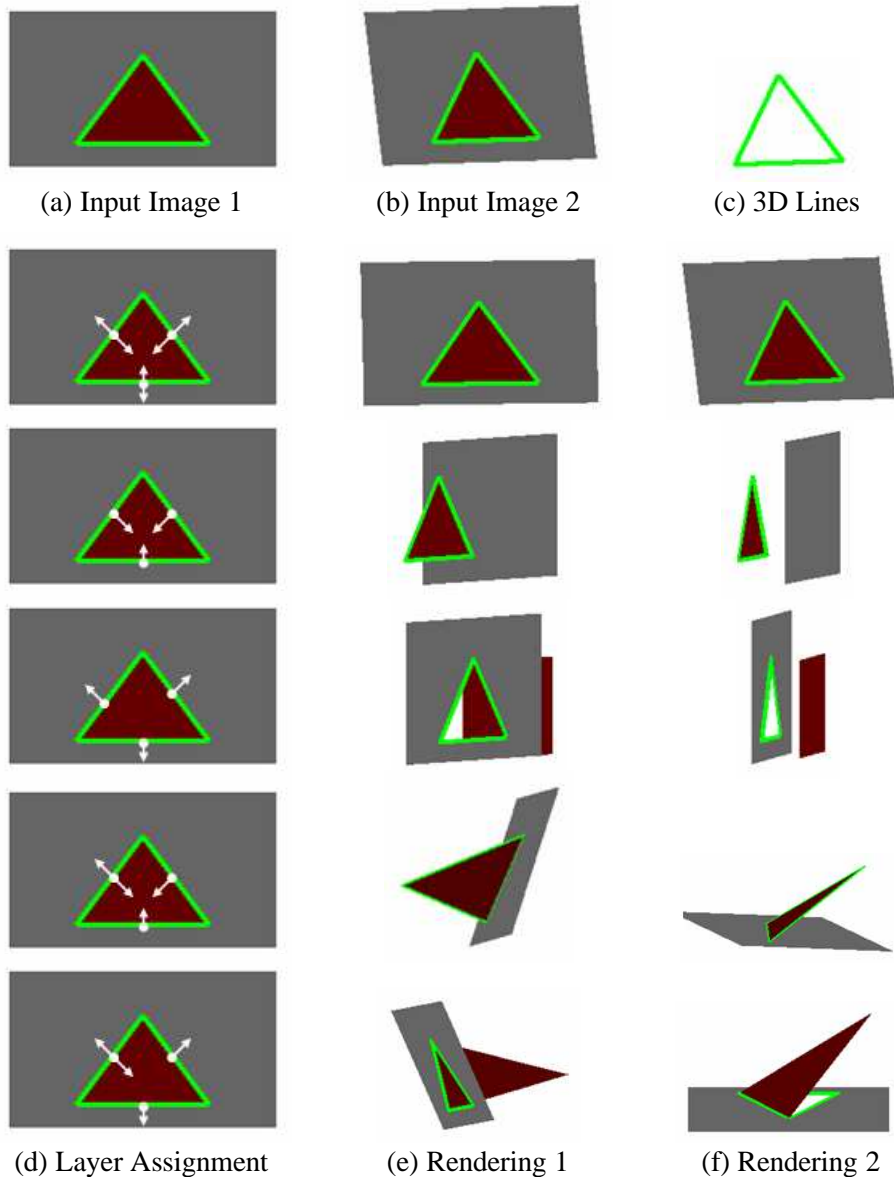 (a) Input Image 1
(b) Input Image 2
(c) 3D Lines
(d) Layer Assignment
(e) Rendering 1
(f) Rendering 2